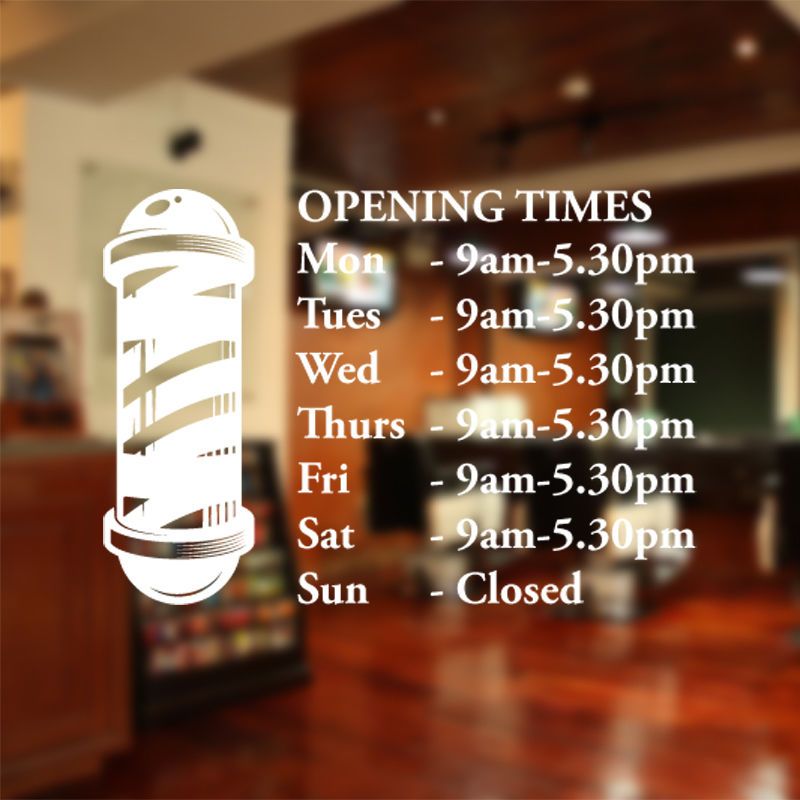 OPENING TIMES
Mon - 9am-5.30pm
Tues - 9am-5.30pm
Wed - 9am-5.30pm
Thurs - 9am-5.30pm
Fri - 9am-5.30pm
Sat - 9am-5.30pm
Sun - Closed